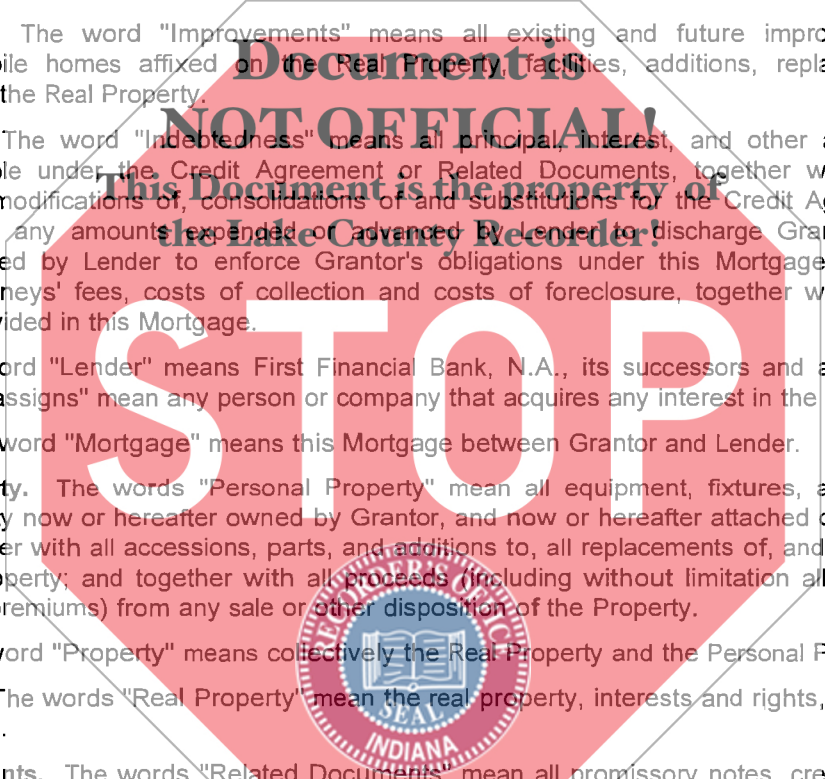 The word "Improvements" means all existing and future impro
ile homes affixed on the Real Property, facilities, additions, repla
the Real Property.
Document is
NOT OFFICIAL!
This Document is the property of
the Lake County Recorder!
The word "Indebtedness" means all principal, interest, and other a
le under the Credit Agreement or Related Documents, together w
modifications of, consolidations of and substitutions for the Credit Ag
any amounts expended or advanced by Lender to discharge Gran
ed by Lender to enforce Grantor's obligations under this Mortgage
neys' fees, costs of collection and costs of foreclosure, together w
vided in this Mortgage.
STOP
ord "Lender" means First Financial Bank, N.A., its successors and a
assigns" mean any person or company that acquires any interest in the
word "Mortgage" means this Mortgage between Grantor and Lender.
ty. The words "Personal Property" mean all equipment, fixtures, a
y now or hereafter owned by Grantor, and now or hereafter attached o
er with all accessions, parts, and additions to, all replacements of, and
operty; and together with all proceeds (including without limitation all
premiums) from any sale or other disposition of the Property.
word "Property" means collectively the Real Property and the Personal P
The words "Real Property" mean the real property, interests and rights,
.
nts. The words "Related Documents" mean all promissory notes, cre
RECORDER'S OFFICE
SEAL
INDIANA